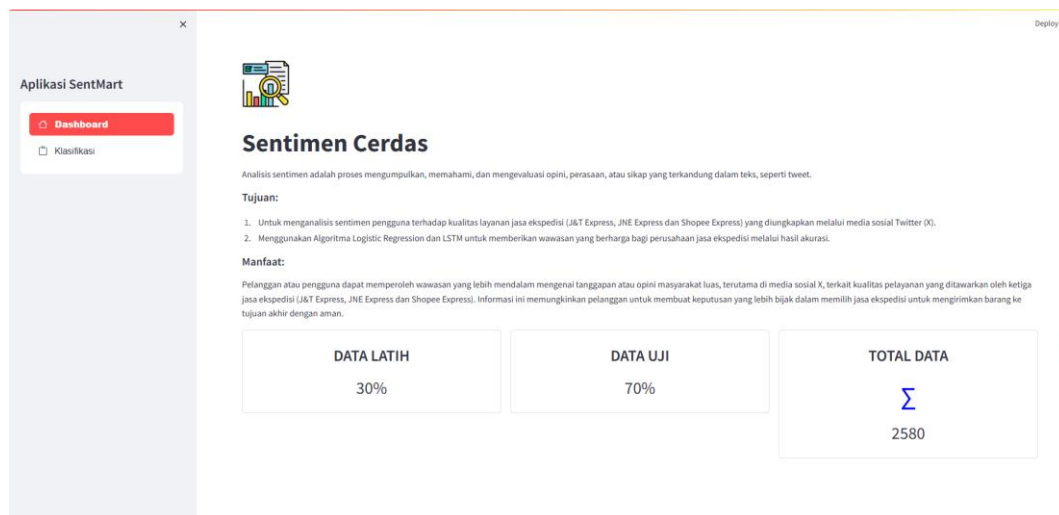 ×
Deploy
Aplikasi SentMart
Dashboard
Klasifikasi
Sentimen Cerdas
Analisis sentimen adalah proses mengumpulkan, memahami, dan mengevaluasi opini, perasaan, atau sikap yang terkandung dalam teks, seperti tweet.
Tujuan:
1. Untuk menganalisis sentimen pengguna terhadap kualitas layanan jasa ekspedisi (J&T Express, JNE Express dan Shopee Express) yang diungkapkan melalui media sosial Twitter (X).
2. Menggunakan Algoritma Logistic Regression dan LSTM untuk memberikan wawasan yang berharga bagi perusahaan jasa ekspedisi melalui hasil akurasi.
Manfaat:
Pelanggan atau pengguna dapat memperoleh wawasan yang lebih mendalam mengenai tanggapan atau opini masyarakat luas, terutama di media sosial X, terkait kualitas pelayanan yang ditawarkan oleh ketiga
jasa ekspedisi (J&T Express, JNE Express dan Shopee Express). Informasi ini memungkinkan pelanggan untuk membuat keputusan yang lebih bijak dalam memilih jasa ekspedisi untuk mengirimkan barang ke
tujuan akhir dengan aman.
DATA LATIH
30%
DATA UJI
70%
TOTAL DATA
∑
2580